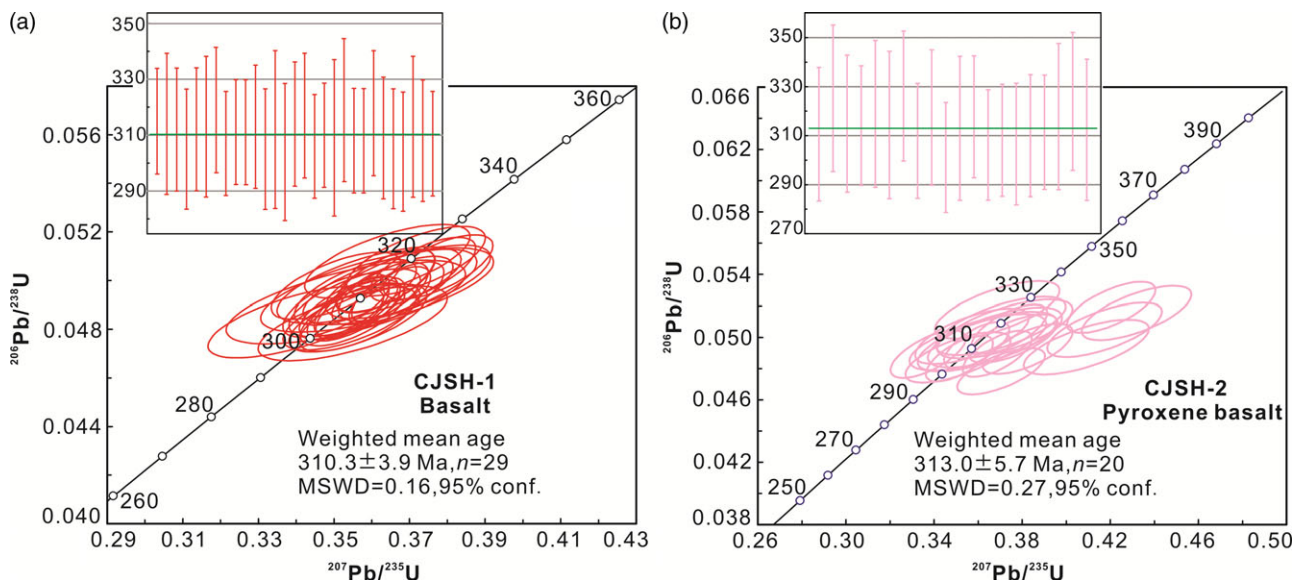 (a)
350
330
310
290
0.056
0.052
0.048
0.044
0.040
²⁰⁶Pb/²³⁸U
360
340
320
300
280
260
CJSH-1
Basalt
Weighted mean age
310.3±3.9 Ma,n=29
MSWD=0.16,95% conf.
0.29 0.31 0.33 0.35 0.37 0.39 0.41 0.43
²⁰⁷Pb/²³⁵U
(b)
350
330
310
290
270
0.066
0.062
0.058
0.054
0.050
0.046
0.042
0.038
²⁰⁶Pb/²³⁸U
390
370
350
330
310
290
270
250
CJSH-2
Pyroxene basalt
Weighted mean age
313.0±5.7 Ma,n=20
MSWD=0.27,95% conf.
0.26 0.30 0.34 0.38 0.42 0.46 0.50
²⁰⁷Pb/²³⁵U